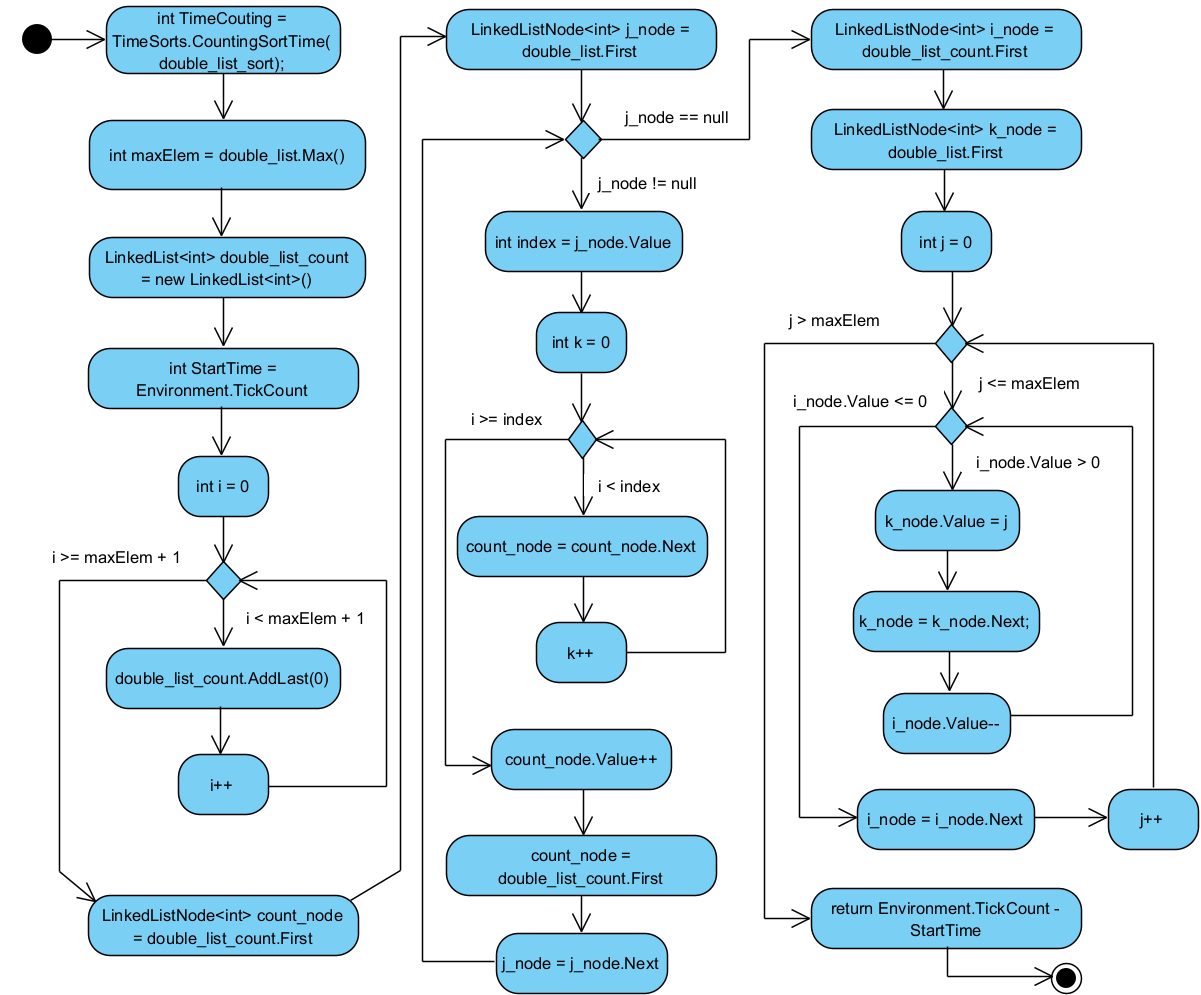 int TimeCouting =
TimeSorts.CountingSortTime(
double_list_sort);
int maxElem = double_list.Max()
LinkedList<int> double_list_count
= new LinkedList<int>()
int StartTime =
Environment.TickCount
int i = 0
i >= maxElem + 1
i < maxElem + 1
double_list_count.AddLast(0)
i++
LinkedListNode<int> count_node
= double_list_count.First
LinkedListNode<int> j_node =
double_list.First
j_node == null
j_node != null
int index = j_node.Value
int k = 0
i >= index
i < index
count_node = count_node.Next
k++
count_node.Value++
count_node =
double_list_count.First
j_node = j_node.Next
LinkedListNode<int> i_node =
double_list_count.First
LinkedListNode<int> k_node =
double_list.First
int j = 0
j > maxElem
j <= maxElem
i_node.Value <= 0
i_node.Value > 0
k_node.Value = j
k_node = k_node.Next;
i_node.Value--
i_node = i_node.Next
j++
return Environment.TickCount -
StartTime